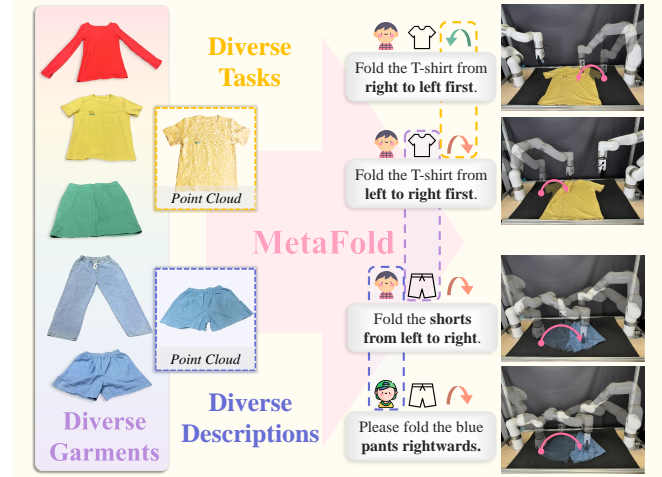 Diverse
Tasks
Fold the T-shirt from
right to left first.
Point Cloud
Fold the T-shirt from
left to right first.
MetaFold
Point Cloud
Fold the shorts
from left to right.
Diverse
Garments
Diverse
Descriptions
Please fold the blue
pants rightwards.